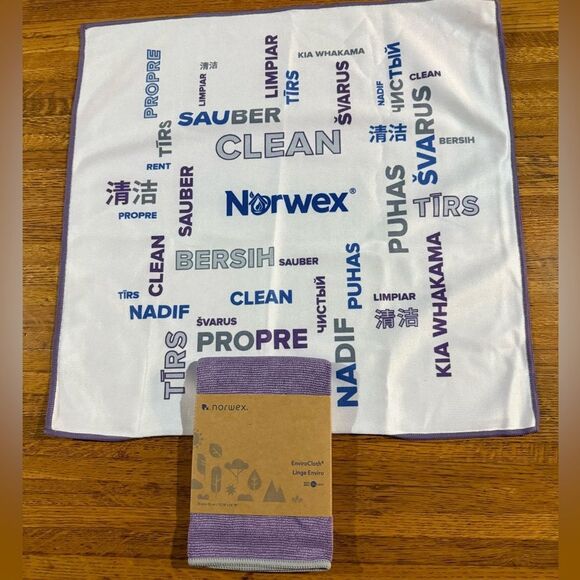 PROPRE
清洁
LIMPIAR
LIMPIAR
TĪRS
KIA WHAKAMA
ŠVARUS
NADIF
ЧИСТЫЙ
CLEAN
TĪRS
SAUBER
CLEAN
清洁
BERSIH
ŠVARUS
RENT
清洁
PROPRE
SAUBER
Norwex®
PUHAS
TĪRS
CLEAN
BERSIH
SAUBER
TĪRS
NADIF
CLEAN
ЧИСТЫЙ
PUHAS
LIMPIAR
清洁
KIA WHAKAMA
TĪRS
ŠVARUS
PROPRE
NADIF
norwex.
EnviroCloth®
Linge Enviro